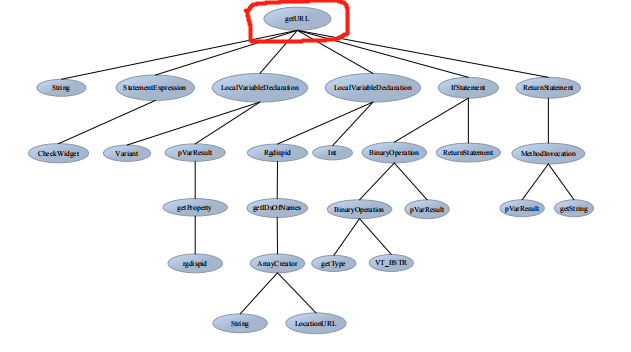 getURL
String
StatementExpression
LocalVariableDeclaration
LocalVariableDeclaration
IfStatement
ReturnStatement
CheckWidget
Variant
pVarResult
Rgdispid
Int
BinaryOperation
ReturnStatement
MethodInvocation
getProperty
getIDsOfNames
BinaryOperation
pVarResult
pVarResult
getString
rgdispid
ArrayCreator
getType
VT_BSTR
String
LocationURL